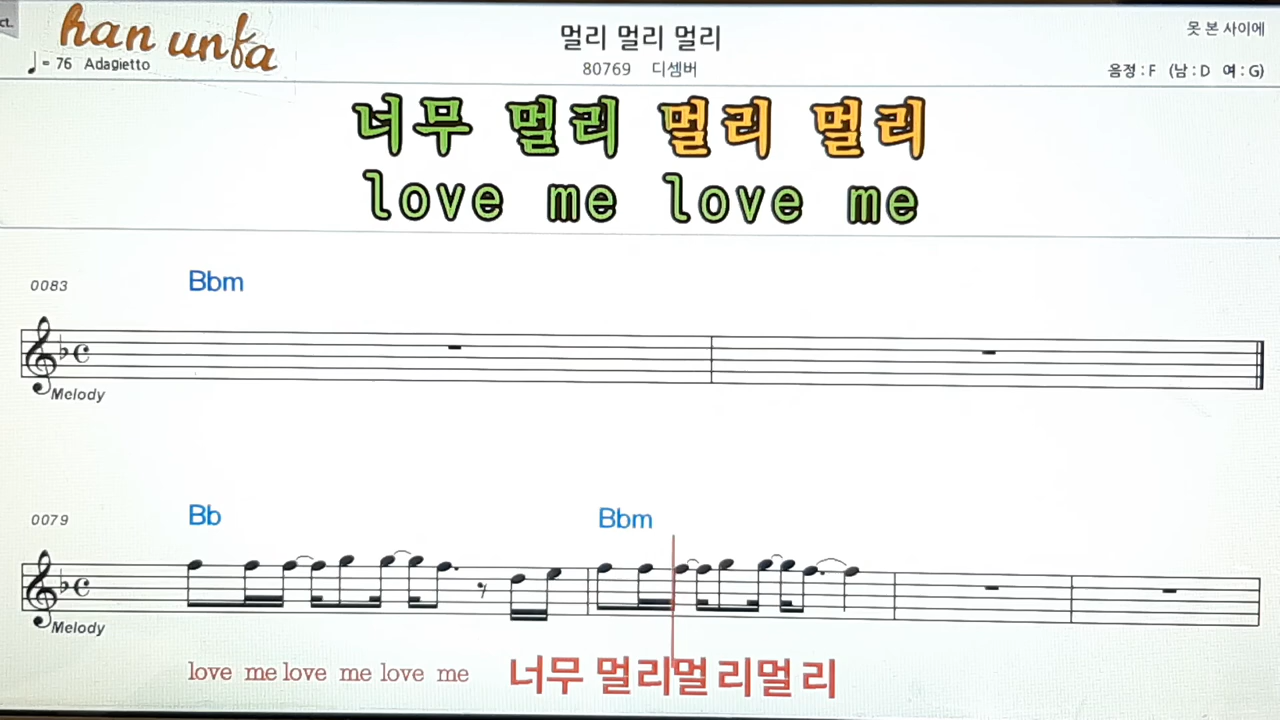 ct.
han unfa
못 본 사이에
멀리 멀리 멀리
♩= 76 Adagietto
80769 디셈버
음정 : F (남 : D 여 : G)
너무 멀리 멀리 멀리
love me love me
0083 Bbm
Melody
0079 Bb Bbm
Melody
love me love me love me 너무 멀리멀 리멀 리